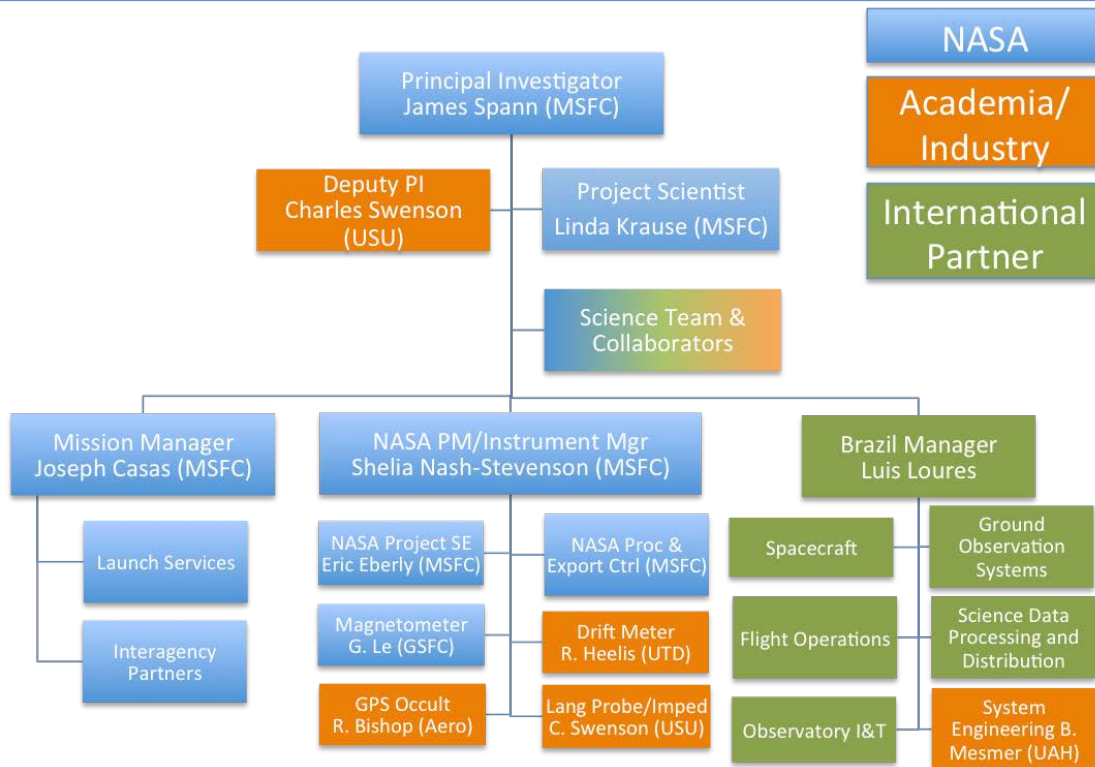 NASA
Academia/
Industry
International
Partner
Principal Investigator
James Spann (MSFC)
Deputy PI
Charles Swenson
(USU)
Project Scientist
Linda Krause (MSFC)
Science Team &
Collaborators
Mission Manager
Joseph Casas (MSFC)
NASA PM/Instrument Mgr
Shelia Nash-Stevenson (MSFC)
Brazil Manager
Luis Loures
Launch Services
Interagency
Partners
NASA Project SE
Eric Eberly (MSFC)
NASA Proc &
Export Ctrl (MSFC)
Magnetometer
G. Le (GSFC)
Drift Meter
R. Heelis (UTD)
GPS Occult
R. Bishop (Aero)
Lang Probe/Imped
C. Swenson (USU)
Spacecraft
Ground
Observation
Systems
Flight Operations
Science Data
Processing and
Distribution
Observatory I&T
System
Engineering B.
Mesmer (UAH)